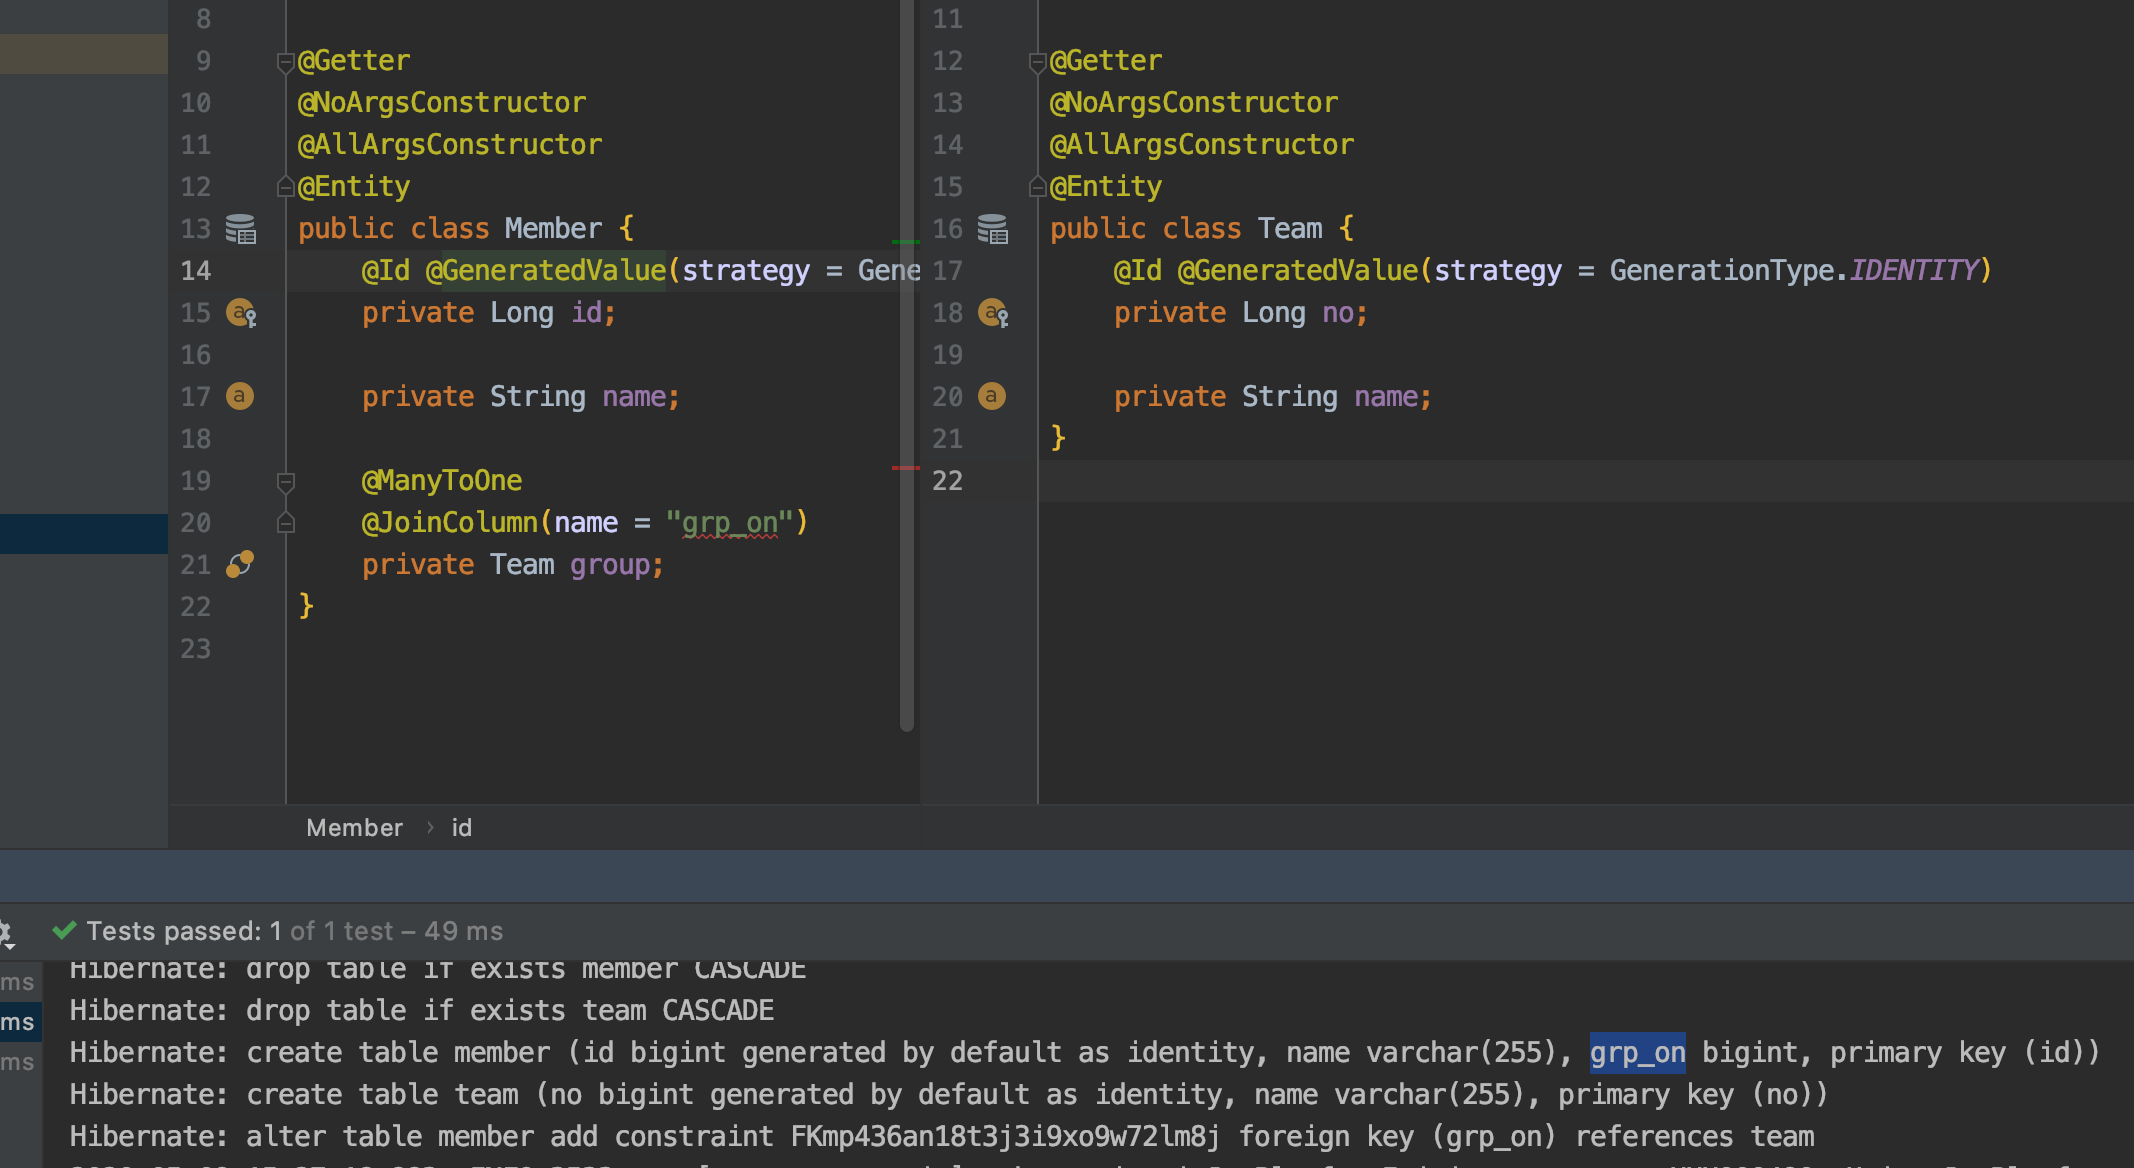 8
9 @Getter
10 @NoArgsConstructor
11 @AllArgsConstructor
12 @Entity
13 public class Member {
14 @Id @GeneratedValue(strategy = Gene
15 private Long id;
16
17 private String name;
18
19 @ManyToOne
20 @JoinColumn(name = "grp_on")
21 private Team group;
22 }
23
11
12 @Getter
13 @NoArgsConstructor
14 @AllArgsConstructor
15 @Entity
16 public class Team {
17 @Id @GeneratedValue(strategy = GenerationType.IDENTITY)
18 private Long no;
19
20 private String name;
21 }
22
Member › id
Tests passed: 1 of 1 test – 49 ms
ms
ms
ms
Hibernate: drop table if exists member CASCADE
Hibernate: drop table if exists team CASCADE
Hibernate: create table member (id bigint generated by default as identity, name varchar(255), grp_on bigint, primary key (id))
Hibernate: create table team (no bigint generated by default as identity, name varchar(255), primary key (no))
Hibernate: alter table member add constraint FKmp436an18t3j3i9xo9w72lm8j foreign key (grp_on) references team